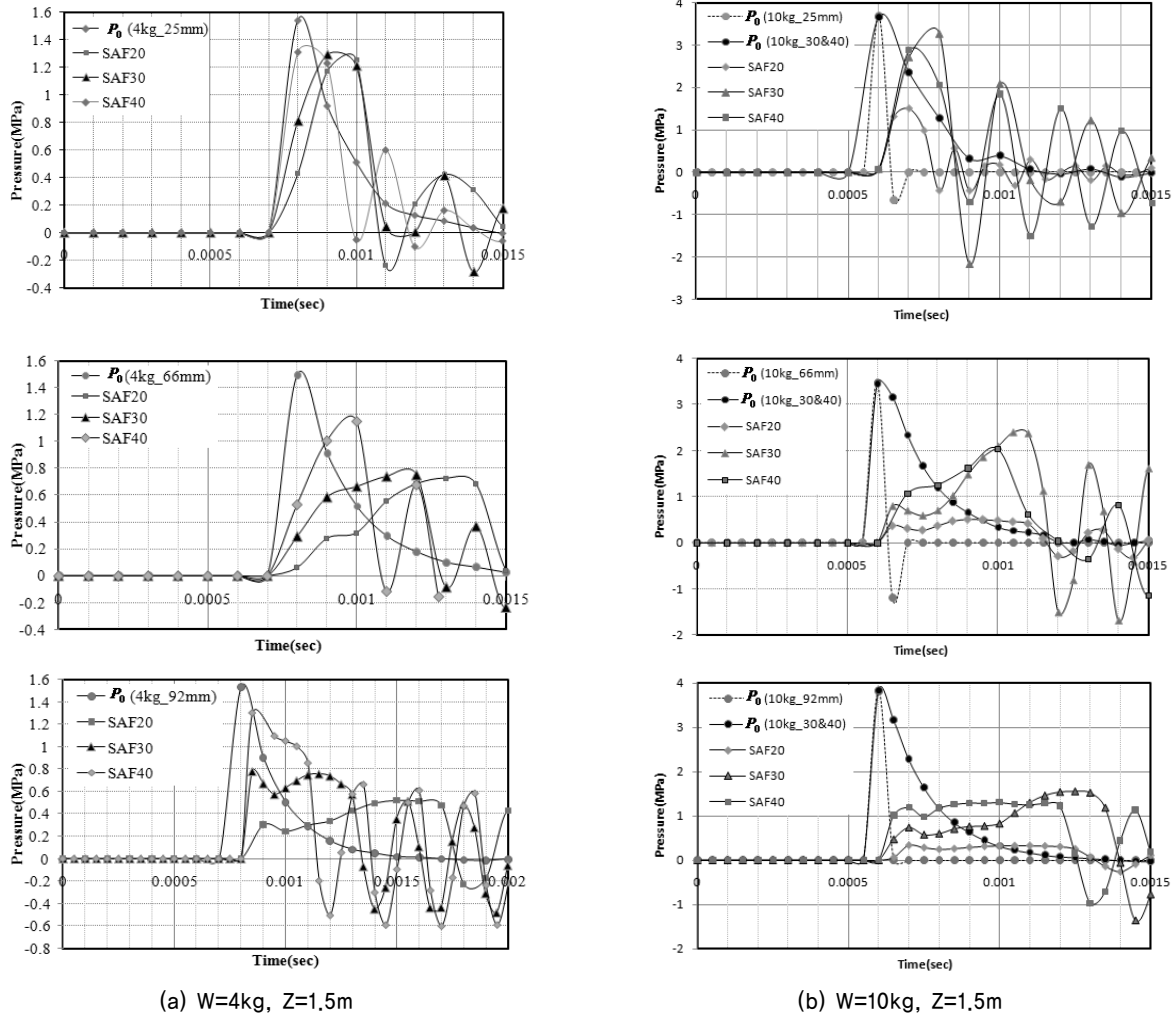 1.6
1.4
1.2
1
0.8
0.6
0.4
0.2
0
-0.2
-0.4
Pressure(MPa)
P₀ (4kg_25mm)
SAF20
SAF30
SAF40
0 0.0005 0.001 0.0015
Time(sec)
4
3
2
1
0
-1
-2
-3
Pressure(MPa)
P₀ (10kg_25mm)
P₀ (10kg_30&40)
SAF20
SAF30
SAF40
0 0.0005 0.001 0.0015
Time(sec)
1.6
1.4
1.2
1
0.8
0.6
0.4
0.2
0
-0.2
-0.4
Pressure(MPa)
P₀ (4kg_66mm)
SAF20
SAF30
SAF40
0 0.0005 0.001 0.0015
Time(sec)
4
3
2
1
0
-1
-2
Pressure(MPa)
P₀ (10kg_66mm)
P₀ (10kg_30&40)
SAF20
SAF30
SAF40
0 0.0005 0.001 0.0015
Time(sec)
1.6
1.4
1.2
1
0.8
0.6
0.4
0.2
0
-0.2
-0.4
-0.6
-0.8
Pressure(MPa)
P₀ (4kg_92mm)
SAF20
SAF30
SAF40
0 0.0005 0.001 0.0015 0.002
Time(sec)
4
3
2
1
0
-1
-2
Pressure(MPa)
P₀ (10kg_92mm)
P₀ (10kg_30&40)
SAF20
SAF30
SAF40
0 0.0005 0.001 0.0015
Time(sec)
(a) W=4kg, Z=1.5m
(b) W=10kg, Z=1.5m